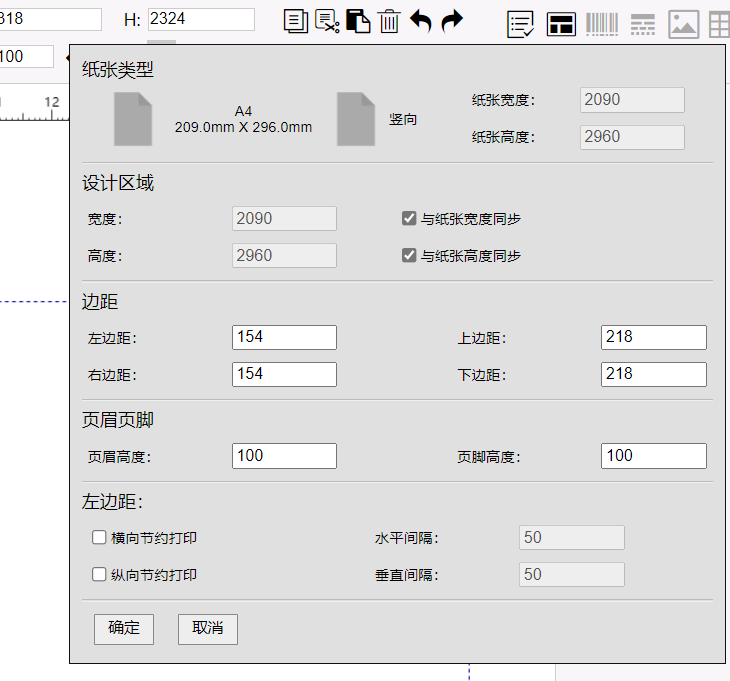 318 H: 2324
100
12
纸张类型
A4
209.0mm X 296.0mm
竖向
纸张宽度: 2090
纸张高度: 2960
设计区域
宽度: 2090 与纸张宽度同步
高度: 2960 与纸张高度同步
边距
左边距: 154 上边距: 218
右边距: 154 下边距: 218
页眉页脚
页眉高度: 100 页脚高度: 100
左边距:
横向节约打印 水平间隔: 50
纵向节约打印 垂直间隔: 50
确定 取消